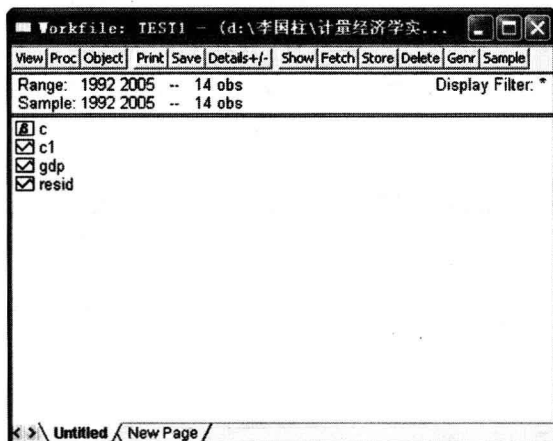 Workfile: TEST1 - (d:\李国柱\计量经济学实...
View Proc Object Print Save Details+/- Show Fetch Store Delete Genr Sample
Range: 1992 2005 -- 14 obs Display Filter: *
Sample: 1992 2005 -- 14 obs
β c
c1
gdp
resid
Untitled New Page